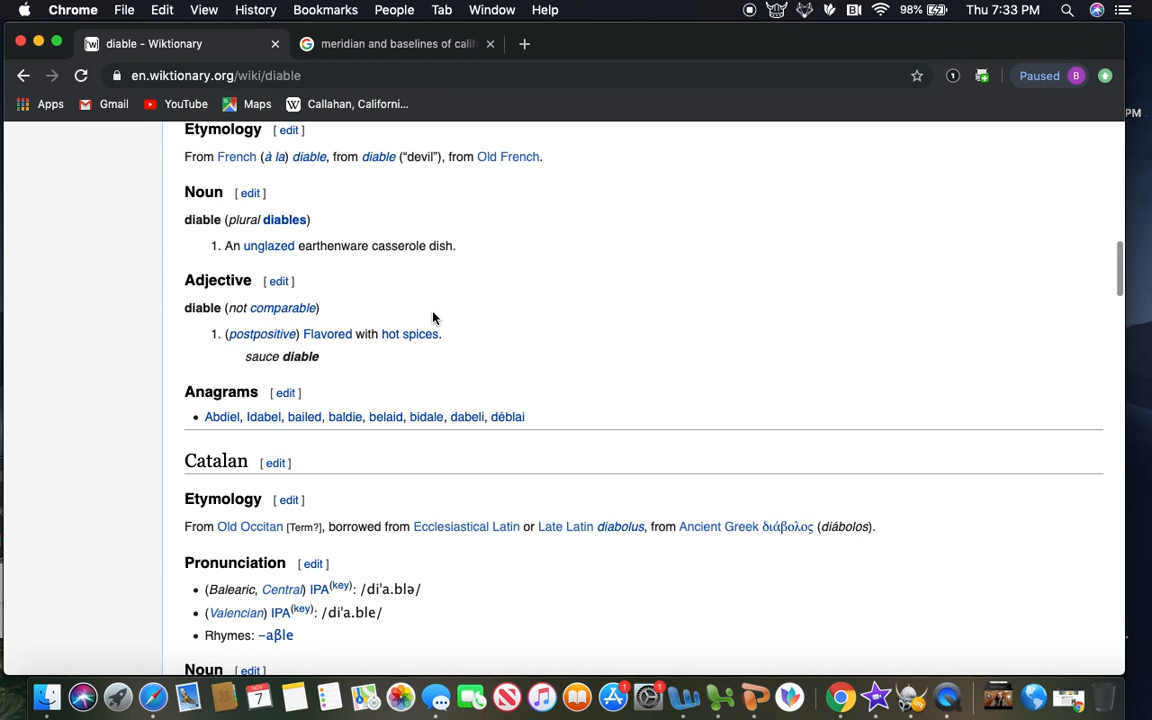 Chrome File Edit View History Bookmarks People Tab Window Help 98% Thu 7:33 PM
diable - Wiktionary meridian and baselines of calif
en.wiktionary.org/wiki/diable Paused B
Apps Gmail YouTube Maps Callahan, Californi...
PM
Etymology [ edit ]
From French (à la) diable, from diable (“devil”), from Old French.
Noun [ edit ]
diable (plural diables)
1. An unglazed earthenware casserole dish.
Adjective [ edit ]
diable (not comparable)
1. (postpositive) Flavored with hot spices.
sauce diable
Anagrams [ edit ]
• Abdiel, Idabel, bailed, baldie, belaid, bidale, dabeli, déblai
Catalan [ edit ]
Etymology [ edit ]
From Old Occitan [Term?], borrowed from Ecclesiastical Latin or Late Latin diabolus, from Ancient Greek διάβολος (diábolos).
Pronunciation [ edit ]
• (Balearic, Central) IPA(key): /diˈa.blə/
• (Valencian) IPA(key): /diˈa.ble/
• Rhymes: -aβle
Noun [ edit ]
NOV
7